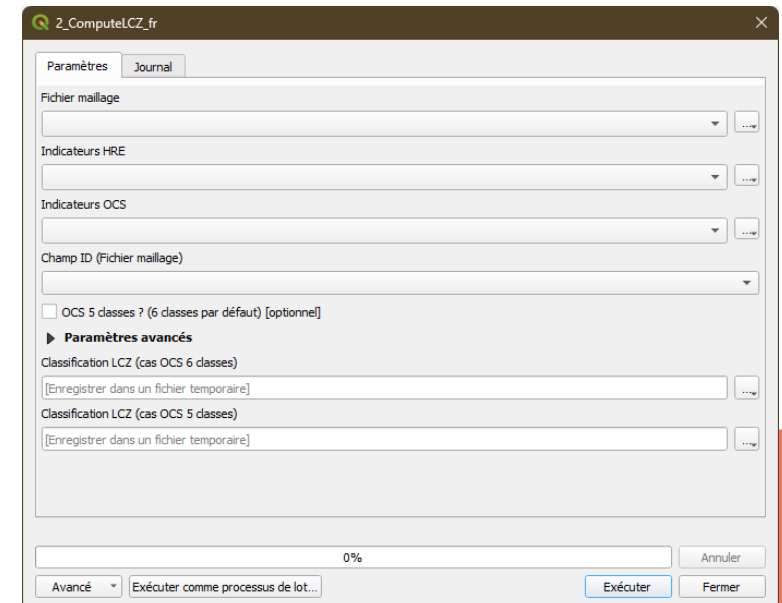 2_ComputeLCZ_fr
Paramètres Journal
Fichier maillage
...
Indicateurs HRE
...
Indicateurs OCS
...
Champ ID (Fichier maillage)
OCS 5 classes ? (6 classes par défaut) [optionnel]
Paramètres avancés
Classification LCZ (cas OCS 6 classes)
[Enregistrer dans un fichier temporaire] ...
Classification LCZ (cas OCS 5 classes)
[Enregistrer dans un fichier temporaire] ...
0% Annuler
Avancé Exécuter comme processus de lot... Exécuter Fermer